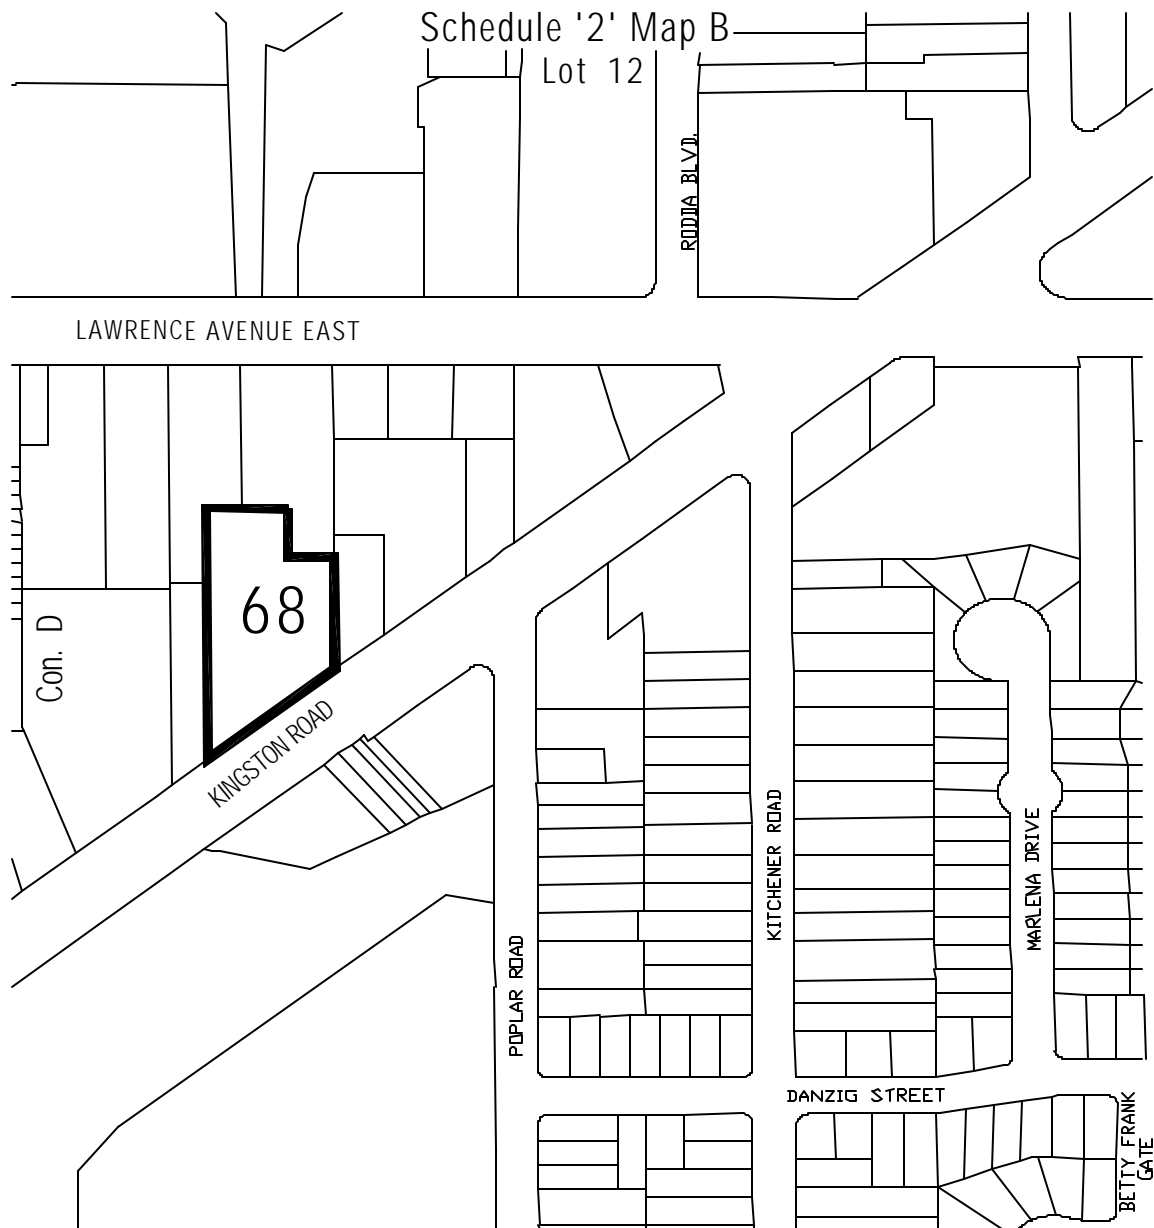 Schedule '2' Map B
Lot 12
RODDA BLVD.
LAWRENCE AVENUE EAST
68
Con. D
KINGSTON ROAD
KITCHENER ROAD
MARLENA DRIVE
POPLAR ROAD
DANZIG STREET
BETTY FRANK
GATE